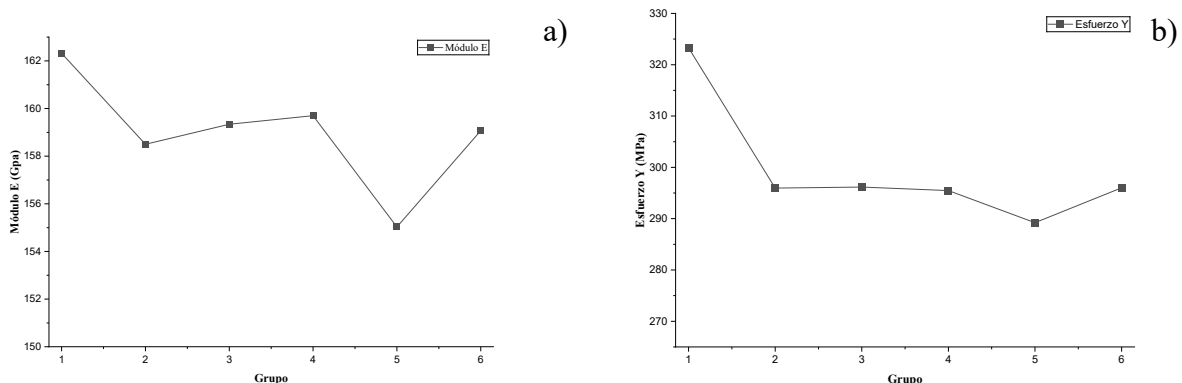 a)
Módulo E
Módulo E (Gpa)
162
160
158
156
154
152
150
1 2 3 4 5 6
Grupo
b)
Esfuerzo Y
Esfuerzo Y (MPa)
330
320
310
300
290
280
270
1 2 3 4 5 6
Grupo